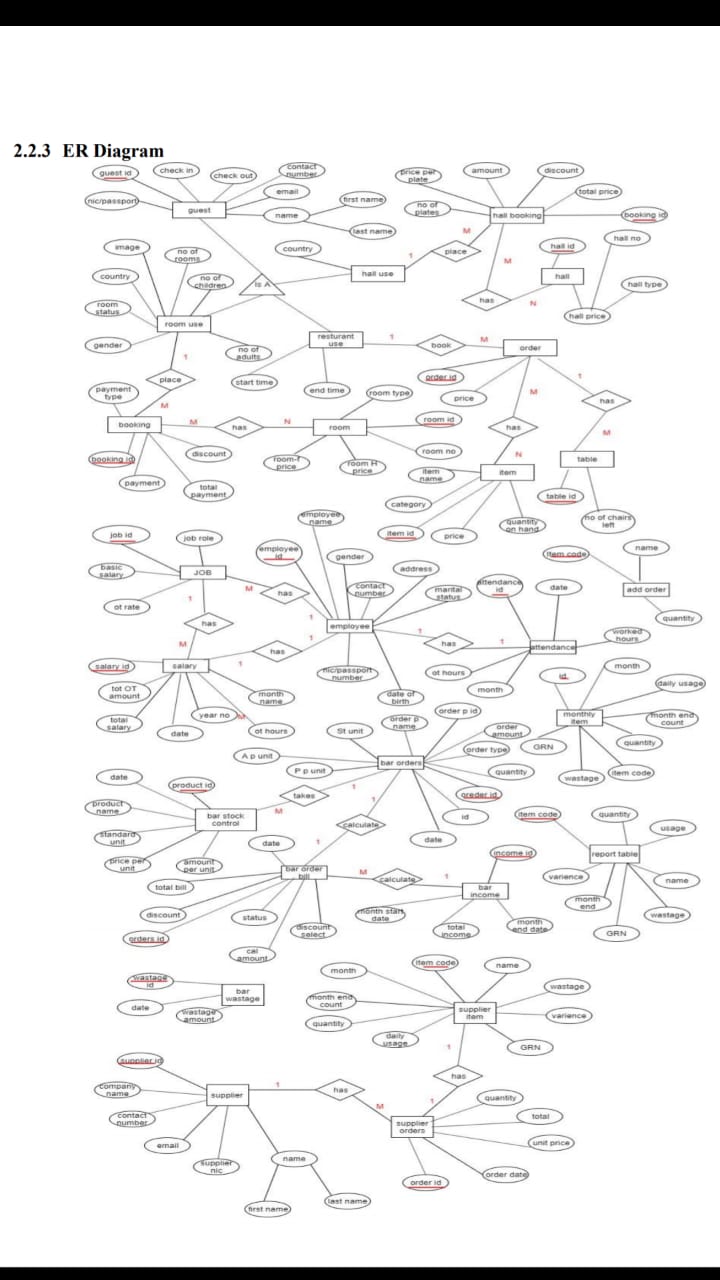 2.2.3 ER Diagram
guest id
check in
check out
contact
number
nic/passport
guest
email
name
first name
last name
price per
plate
amount
discount
total price
no of
plates
hall booking
booking id
M
place
1
M
hall id
hall no
image
no of
rooms
country
hall use
hall
country
no of
children
IS A
has
N
hall type
room
status
room use
hall price
gender
no of
adults
resturant
use
1
book
M
order
1
place
start time
end time
order id
price
1
has
payment
type
M
room type
M
booking
M
has
N
room
room id
has
M
booking id
discount
room-f
price
room H
price
room no
N
table
payment
total
payment
item
name
item
table id
category
item id
price
quantity
on hand
no of chairs
left
employee
name
job id
job role
employee
id
gender
item code
name
basic
salary
JOB
address
attendance
id
date
add order
M
has
contact
number
marital
status
ot rate
1
quantity
has
1
employee
1
has
1
worked
hours
M
has
1
attendance
salary id
salary
1
nic/passport
number
ot hours
id
month
tot OT
amount
month
name
date of
birth
month
daily usage
total
salary
year no
M
order p
name
order p id
monthly
item
month end
count
date
ot hours
St unit
order
amount
GRN
quantity
A p unit
P p unit
bar orders
order type
quantity
wastage
item code
date
product id
1
oreder id
product
name
takes
1
id
item code
quantity
bar stock
control
M
calculate
date
usage
standard
unit
date
1
income id
report table
price per
unit
amount
per unit
bar order
bill
M
calculate
1
varience
name
total bill
bar
income
month
end
discount
status
month start
date
wastage
discount
select
total
income
month
end date
GRN
orders id
cal
amount
item code
name
wastage
id
bar
wastage
month
wastage
date
month end
count
supplier
item
varience
wastage
amount
quantity
daily
usage
1
GRN
supplier id
has
company
name
supplier
1
has
1
quantity
contact
number
M
supplier
orders
total
email
supplier
nic
name
unit price
order date
order id
first name
last name